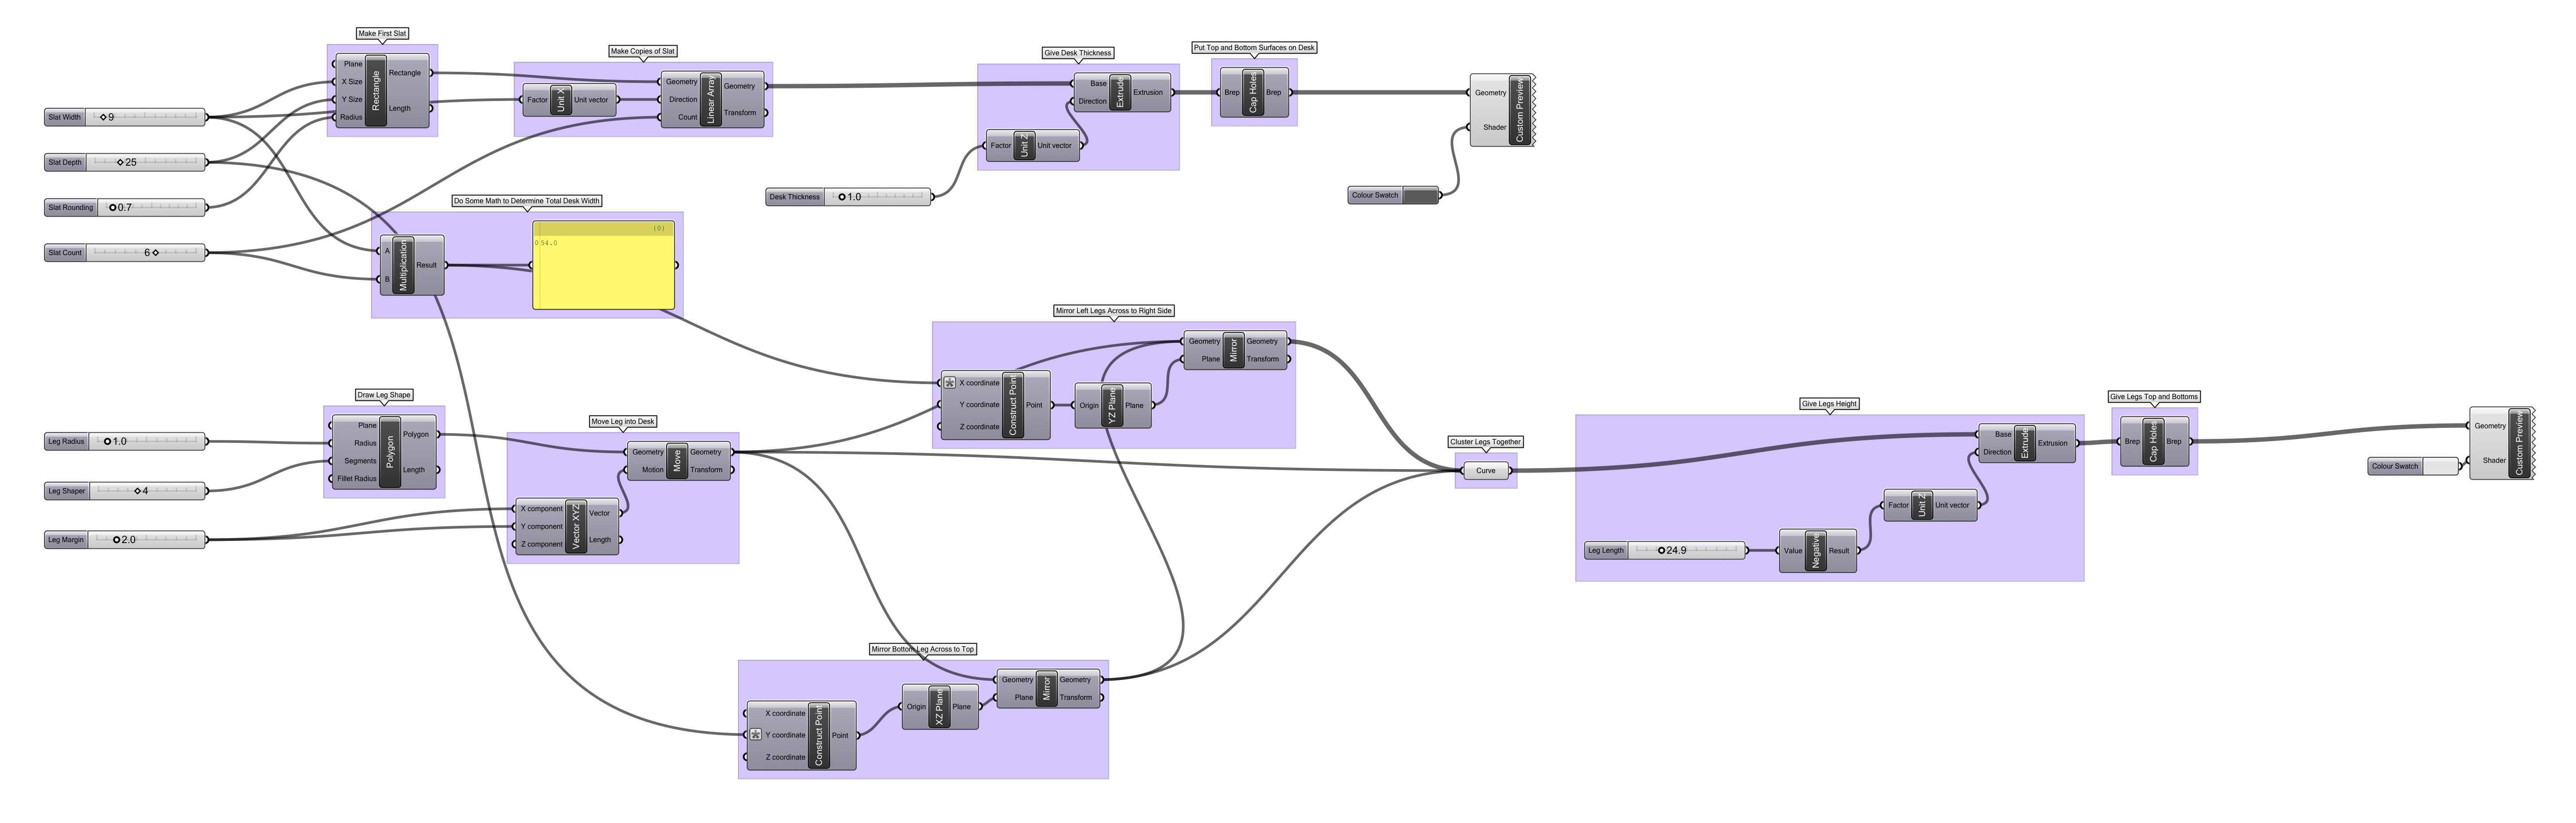 Make First Slat
Plane
X Size
Y Size
Radius
Rectangle
Rectangle
Length
Make Copies of Slat
Factor
Unit X
Unit vector
Geometry
Direction
Count
Linear Array
Geometry
Transform
Give Desk Thickness
Base
Direction
Extrude
Extrusion
Factor
Unit Z
Unit vector
Put Top and Bottom Surfaces on Desk
Brep
Cap Holes
Brep
Geometry
Shader
Custom Preview
Slat Width 9
Slat Depth 25
Slat Rounding 0.7
Slat Count 6
Desk Thickness 1.0
Colour Swatch
Do Some Math to Determine Total Desk Width
A
B
Multiplication
Result
{0}
0 54.0
Mirror Left Legs Across to Right Side
X coordinate
Y coordinate
Z coordinate
Construct Point
Point
Origin
YZ Plane
Plane
Geometry
Plane
Mirror
Geometry
Transform
Draw Leg Shape
Plane
Radius
Segments
Fillet Radius
Polygon
Polygon
Length
Leg Radius 1.0
Leg Shaper 4
Leg Margin 2.0
Move Leg into Desk
Geometry
Motion
Move
Geometry
Transform
X component
Y component
Z component
Vector XYZ
Vector
Length
Cluster Legs Together
Curve
Give Legs Height
Base
Direction
Extrude
Extrusion
Factor
Unit Z
Unit vector
Leg Length 24.9
Value
Negative
Result
Give Legs Top and Bottoms
Brep
Cap Holes
Brep
Geometry
Shader
Custom Preview
Colour Swatch
Mirror Bottom Leg Across to Top
X coordinate
Y coordinate
Z coordinate
Construct Point
Point
Origin
XZ Plane
Plane
Geometry
Plane
Mirror
Geometry
Transform